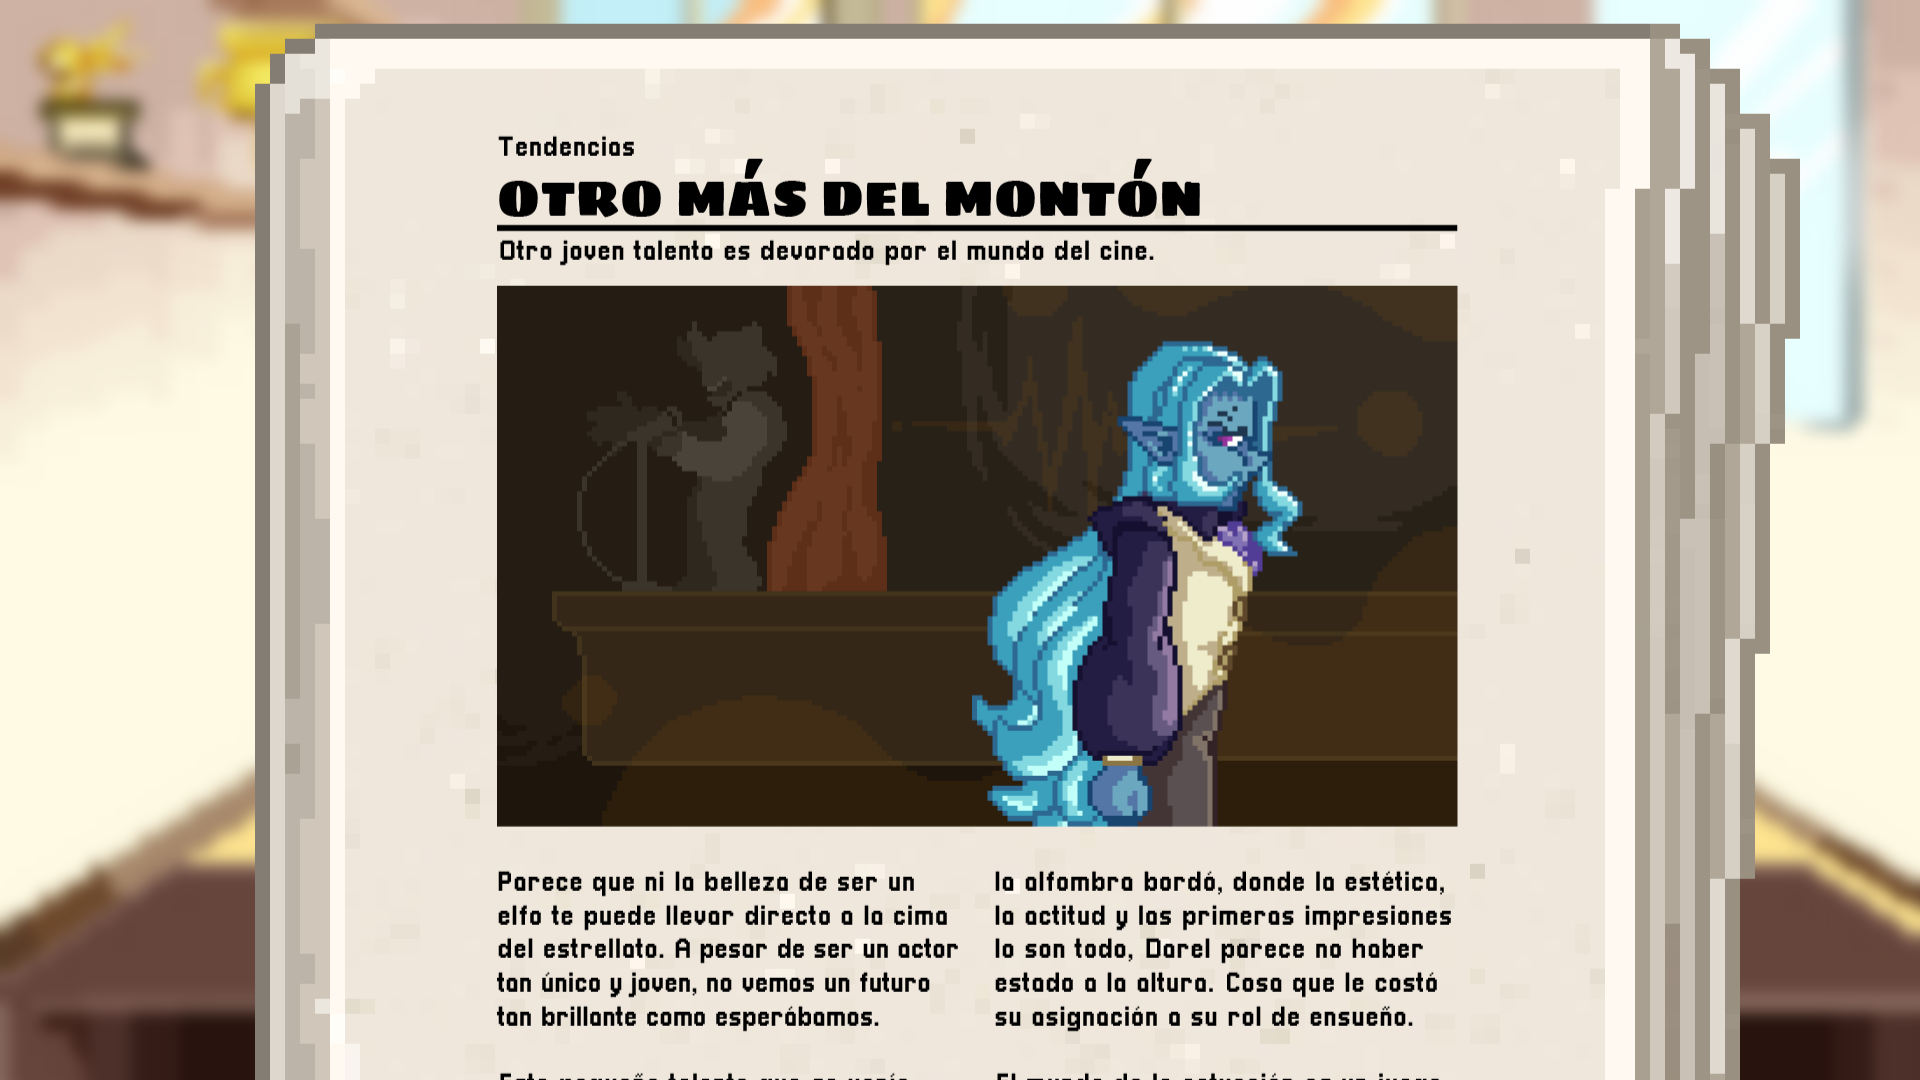 Tendencias
OTRO MÁS DEL MONTÓN
Otro joven talento es devorado por el mundo del cine.
Parece que ni la belleza de ser un
elfo te puede llevar directo a la cima
del estrellato. A pesar de ser un actor
tan único y joven, no vemos un futuro
tan brillante como esperábamos.
la alfombra bordó, donde la estética,
la actitud y las primeras impresiones
lo son todo, Darel parece no haber
estado a la altura. Cosa que le costó
su asignación a su rol de ensueño.